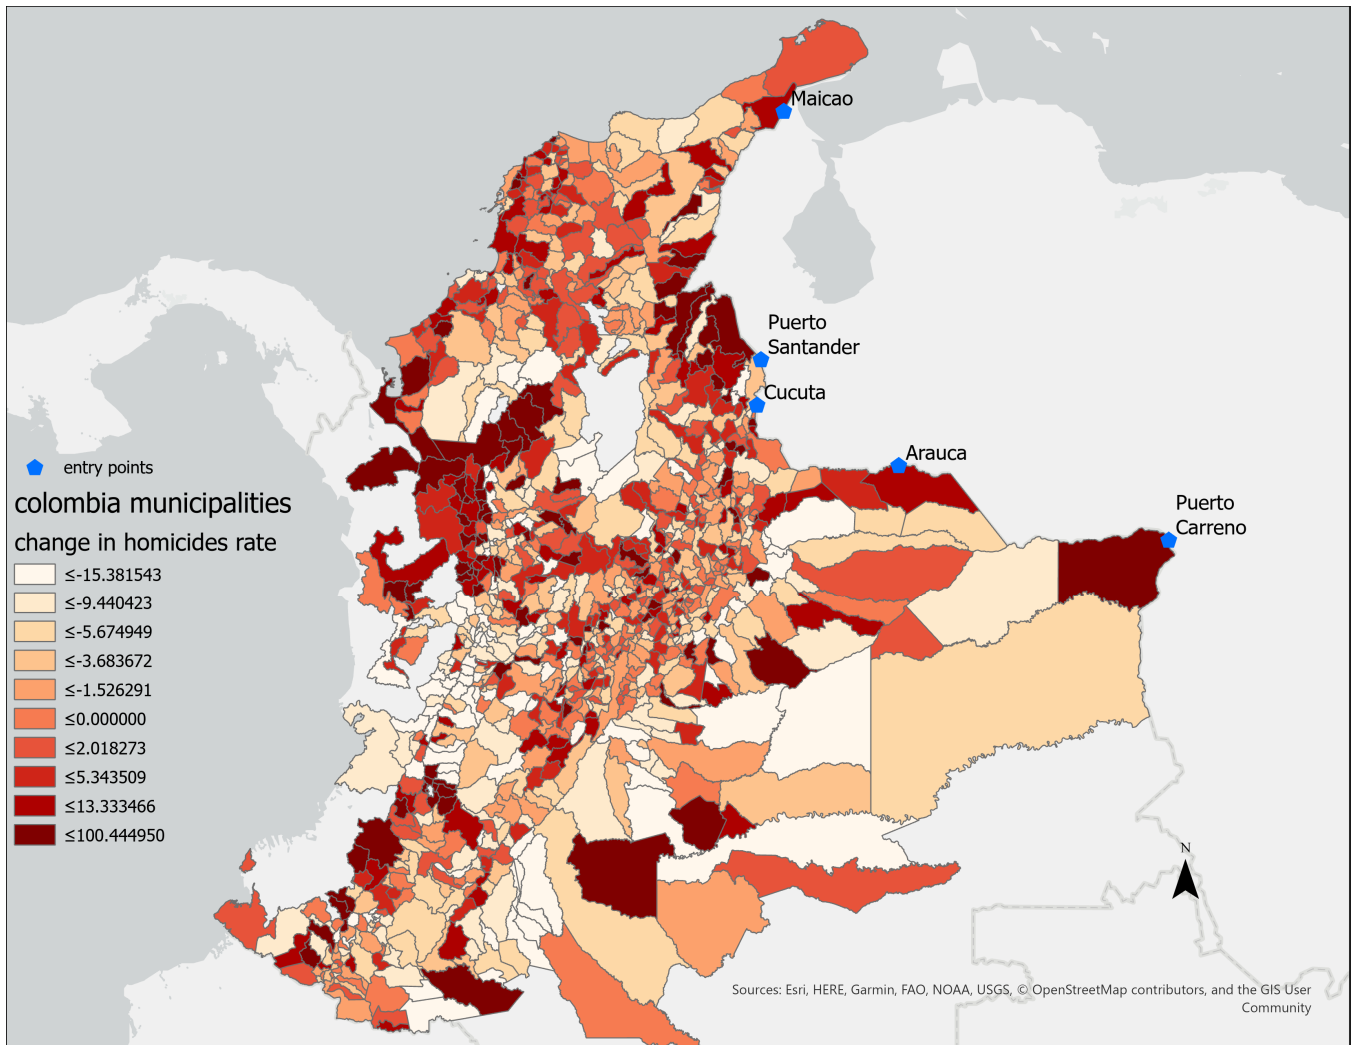 Maicao
Puerto
Santander
Cucuta
Arauca
Puerto
Carreno
entry points
colombia municipalities
change in homicides rate
≤-15.381543
≤-9.440423
≤-5.674949
≤-3.683672
≤-1.526291
≤0.000000
≤2.018273
≤5.343509
≤13.333466
≤100.444950
N
Sources: Esri, HERE, Garmin, FAO, NOAA, USGS, © OpenStreetMap contributors, and the GIS User
Community